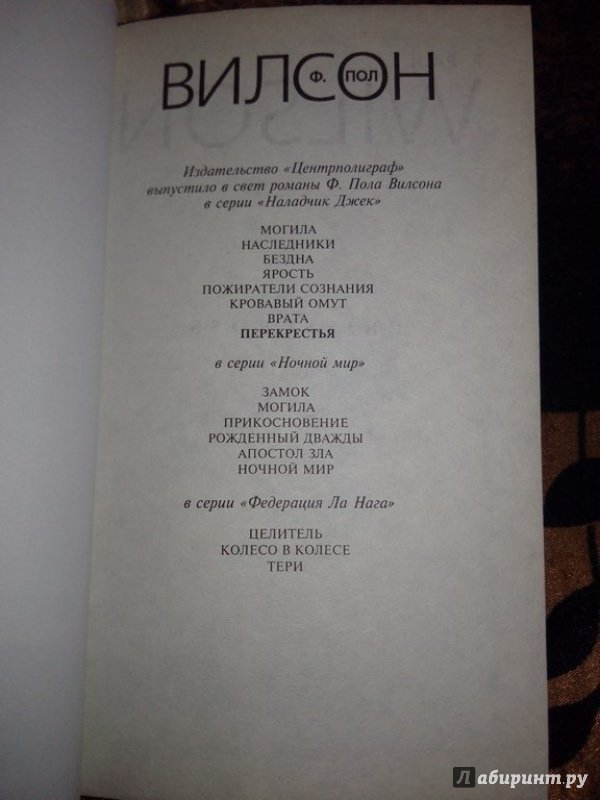 ВИЛСОН
Ф. ПОЛ
Издательство «Центрполиграф»
выпустило в свет романы Ф. Пола Вилсона
в серии «Наладчик Джек»
МОГИЛА
НАСЛЕДНИКИ
БЕЗДНА
ЯРОСТЬ
ПОЖИРАТЕЛИ СОЗНАНИЯ
КРОВАВЫЙ ОМУТ
ВРАТА
ПЕРЕКРЕСТЬЯ
в серии «Ночной мир»
ЗАМОК
МОГИЛА
ПРИКОСНОВЕНИЕ
РОЖДЕННЫЙ ДВАЖДЫ
АПОСТОЛ ЗЛА
НОЧНОЙ МИР
в серии «Федерация Ла Нага»
ЦЕЛИТЕЛЬ
КОЛЕСО В КОЛЕСЕ
ТЕРИ
Лабиринт.ру